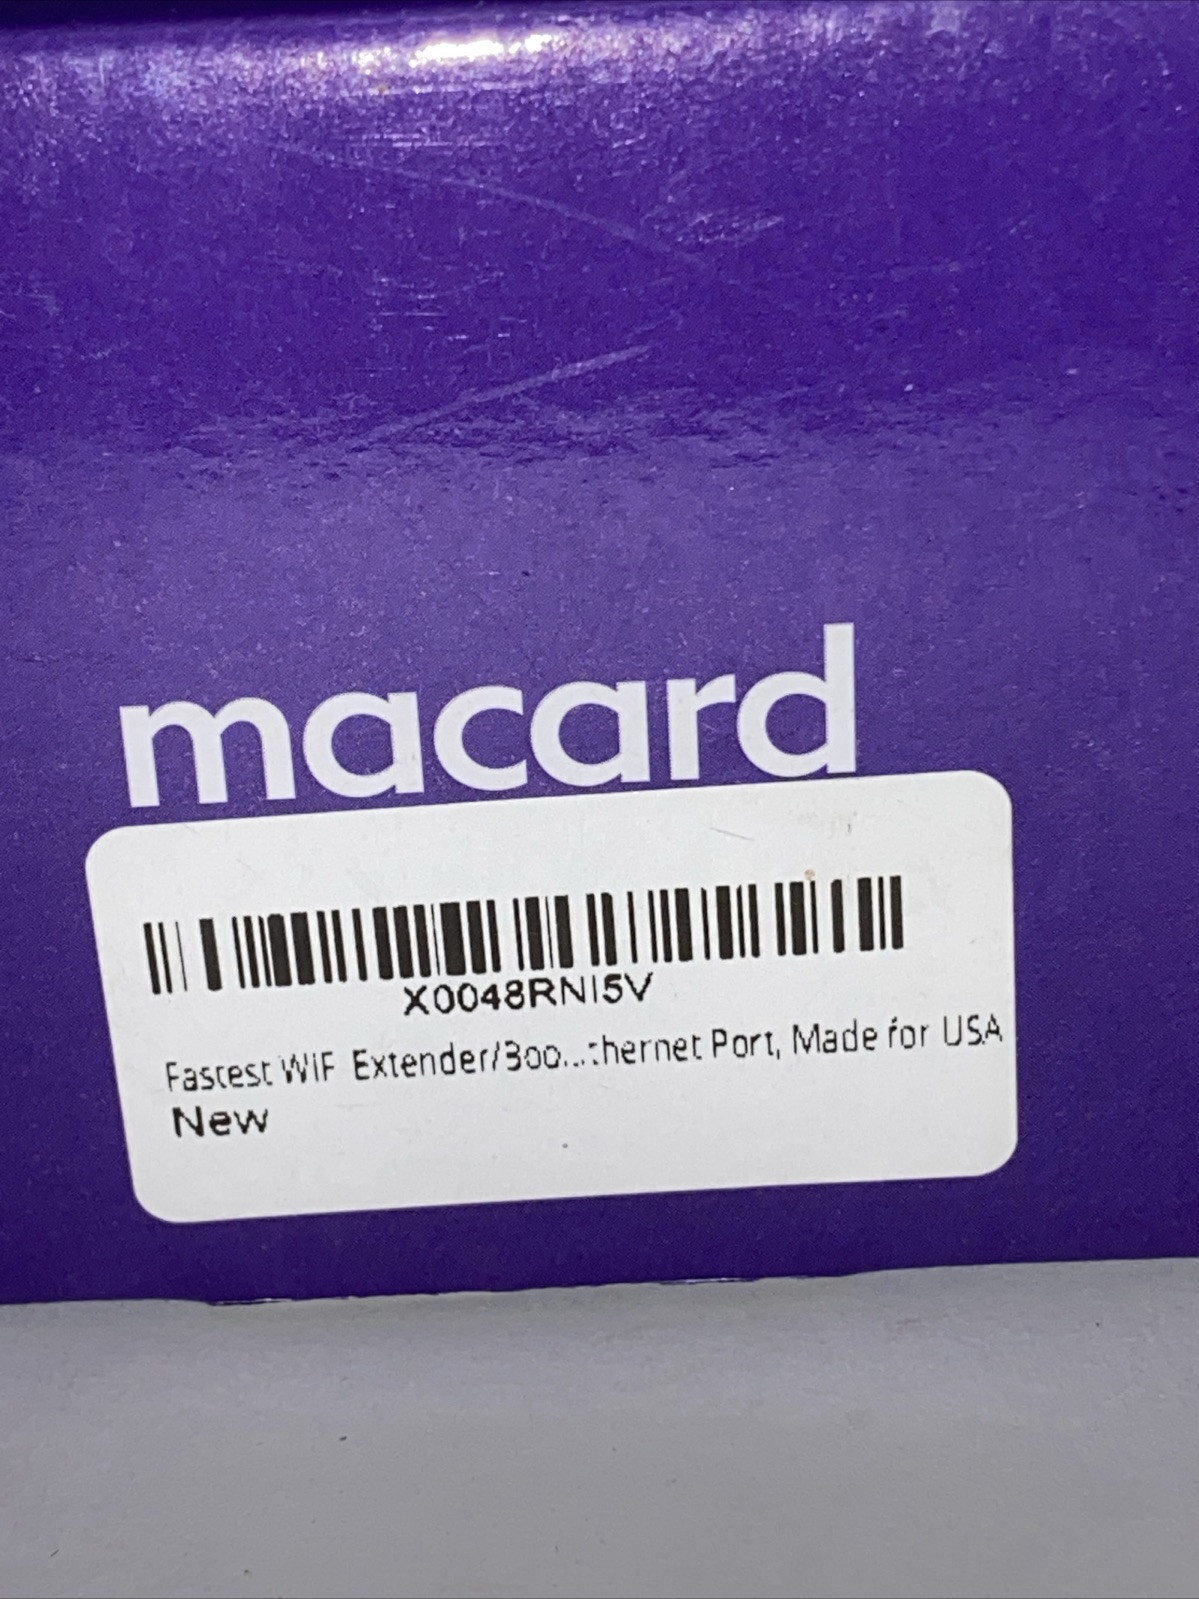 macard
X0048RNI5V
Fastest WiF Extender/Boo...thernet Port, Made for USA
New